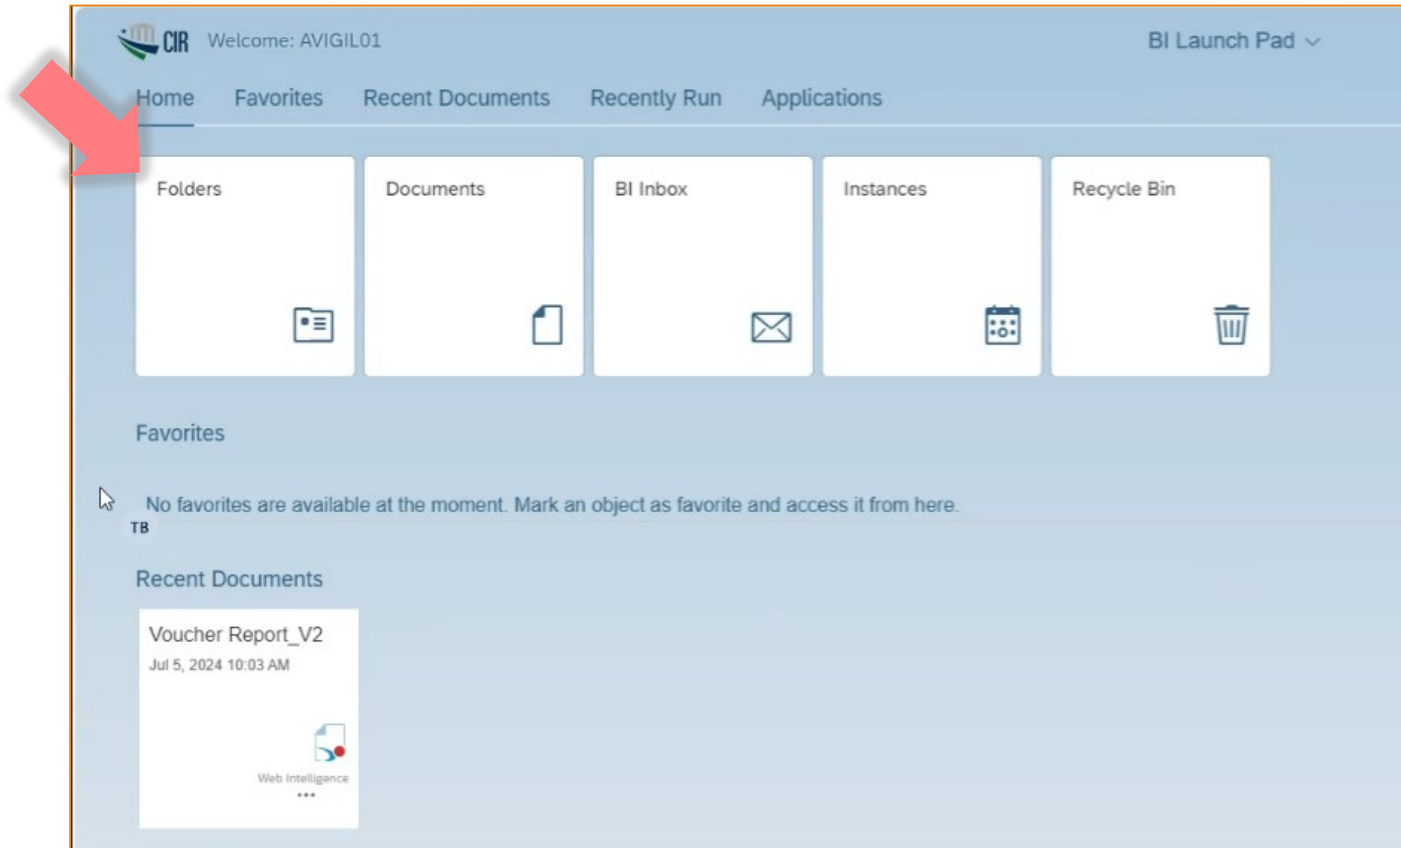 CIR Welcome: AVIGIL01 BI Launch Pad
Home Favorites Recent Documents Recently Run Applications
Folders Documents BI Inbox Instances Recycle Bin
Favorites
No favorites are available at the moment. Mark an object as favorite and access it from here.
TB
Recent Documents
Voucher Report_V2
Jul 5, 2024 10:03 AM
Web Intelligence
...